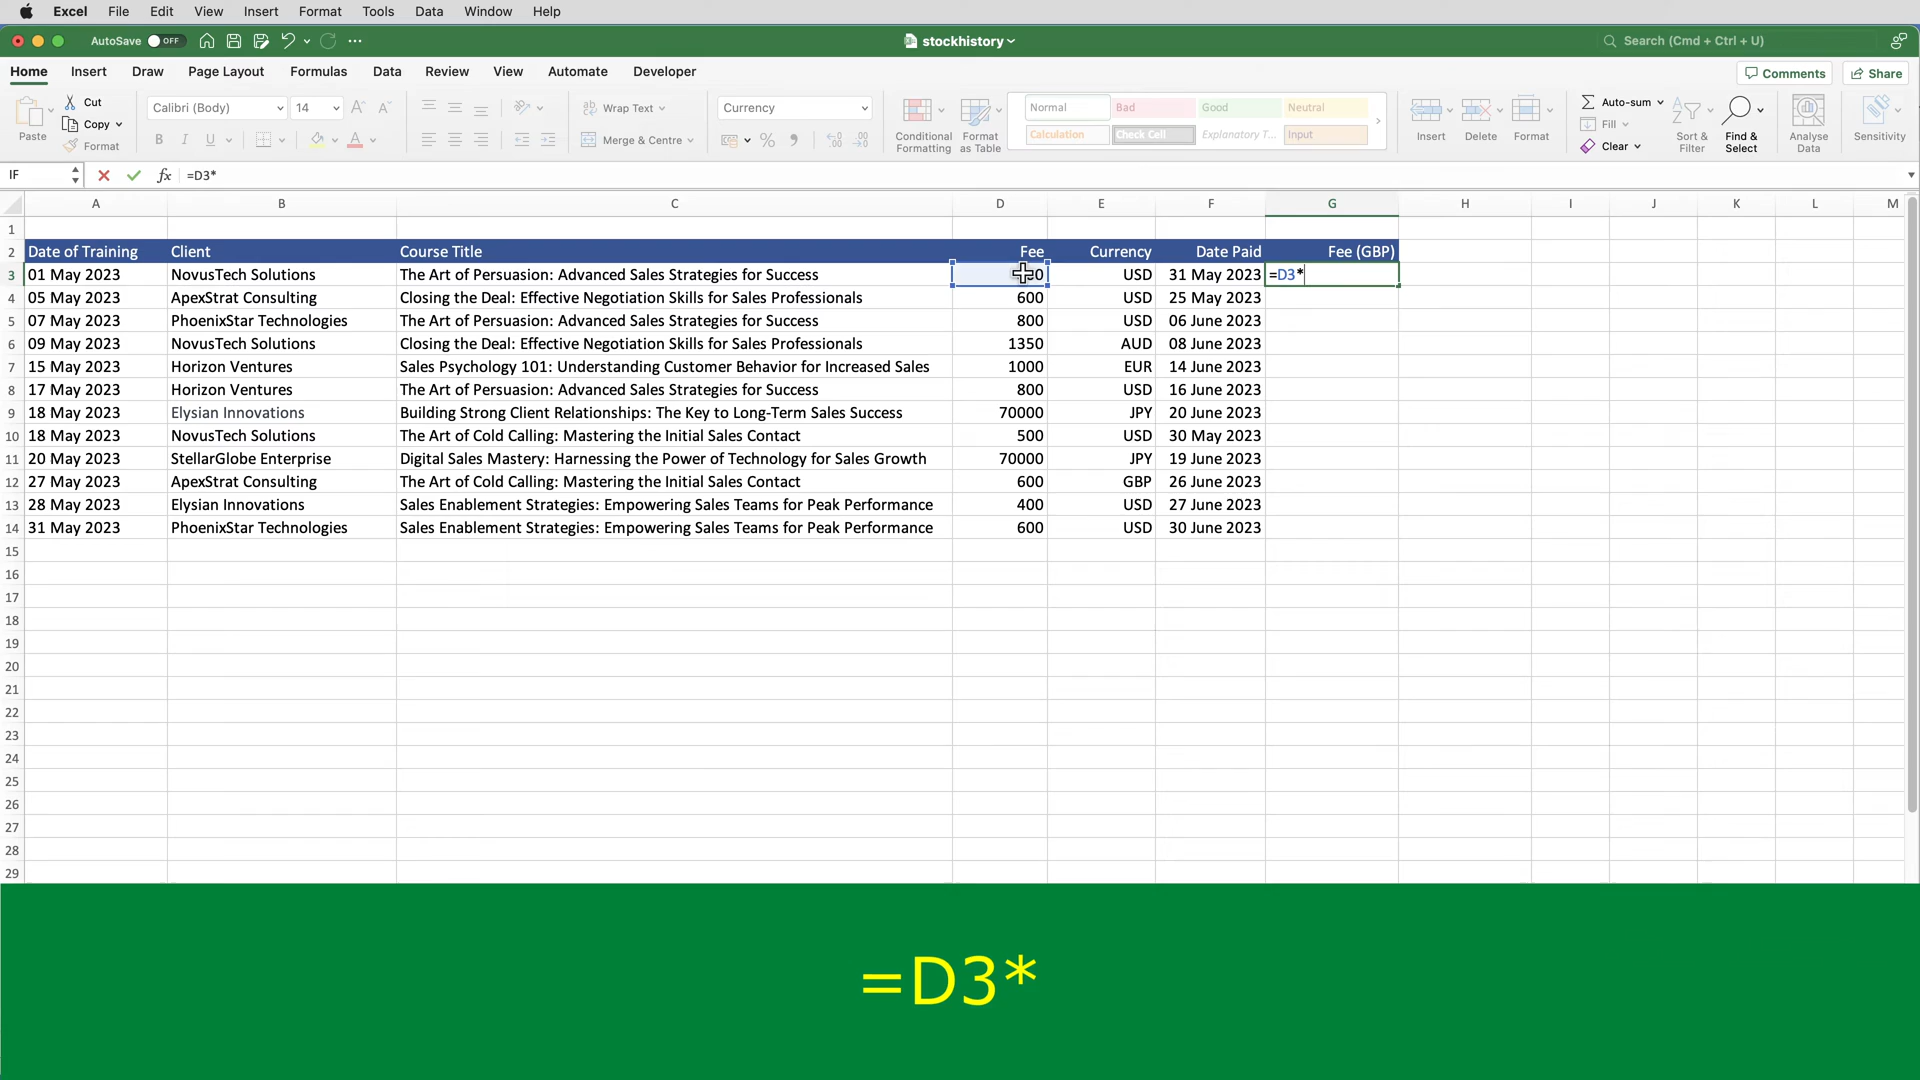 Excel File Edit View Insert Format Tools Data Window Help
AutoSave OFF stockhistory Search (Cmd + Ctrl + U)
Home Insert Draw Page Layout Formulas Data Review View Automate Developer Comments Share
Paste Cut Copy Format
Calibri (Body) 14
B I U
Wrap Text
Merge & Centre
Currency
Conditional Formatting
Format as Table
Normal Bad Good Neutral
Calculation Check Cell Explanatory T... Input
Insert Delete Format
Auto-sum
Fill
Clear
Sort & Filter
Find & Select
Analyse Data
Sensitivity
IF fx =D3*
A B C D E F G H I J K L M
1
2 Date of Training Client Course Title Fee Currency Date Paid Fee (GBP)
3 01 May 2023 NovusTech Solutions The Art of Persuasion: Advanced Sales Strategies for Success USD 31 May 2023 =D3*
4 05 May 2023 ApexStrat Consulting Closing the Deal: Effective Negotiation Skills for Sales Professionals 600 USD 25 May 2023
5 07 May 2023 PhoenixStar Technologies The Art of Persuasion: Advanced Sales Strategies for Success 800 USD 06 June 2023
6 09 May 2023 NovusTech Solutions Closing the Deal: Effective Negotiation Skills for Sales Professionals 1350 AUD 08 June 2023
7 15 May 2023 Horizon Ventures Sales Psychology 101: Understanding Customer Behavior for Increased Sales 1000 EUR 14 June 2023
8 17 May 2023 Horizon Ventures The Art of Persuasion: Advanced Sales Strategies for Success 800 USD 16 June 2023
9 18 May 2023 Elysian Innovations Building Strong Client Relationships: The Key to Long-Term Sales Success 70000 JPY 20 June 2023
10 18 May 2023 NovusTech Solutions The Art of Cold Calling: Mastering the Initial Sales Contact 500 USD 30 May 2023
11 20 May 2023 StellarGlobe Enterprise Digital Sales Mastery: Harnessing the Power of Technology for Sales Growth 70000 JPY 19 June 2023
12 27 May 2023 ApexStrat Consulting The Art of Cold Calling: Mastering the Initial Sales Contact 600 GBP 26 June 2023
13 28 May 2023 Elysian Innovations Sales Enablement Strategies: Empowering Sales Teams for Peak Performance 400 USD 27 June 2023
14 31 May 2023 PhoenixStar Technologies Sales Enablement Strategies: Empowering Sales Teams for Peak Performance 600 USD 30 June 2023
15
16
17
18
19
20
21
22
23
24
25
26
27
28
29
=D3*